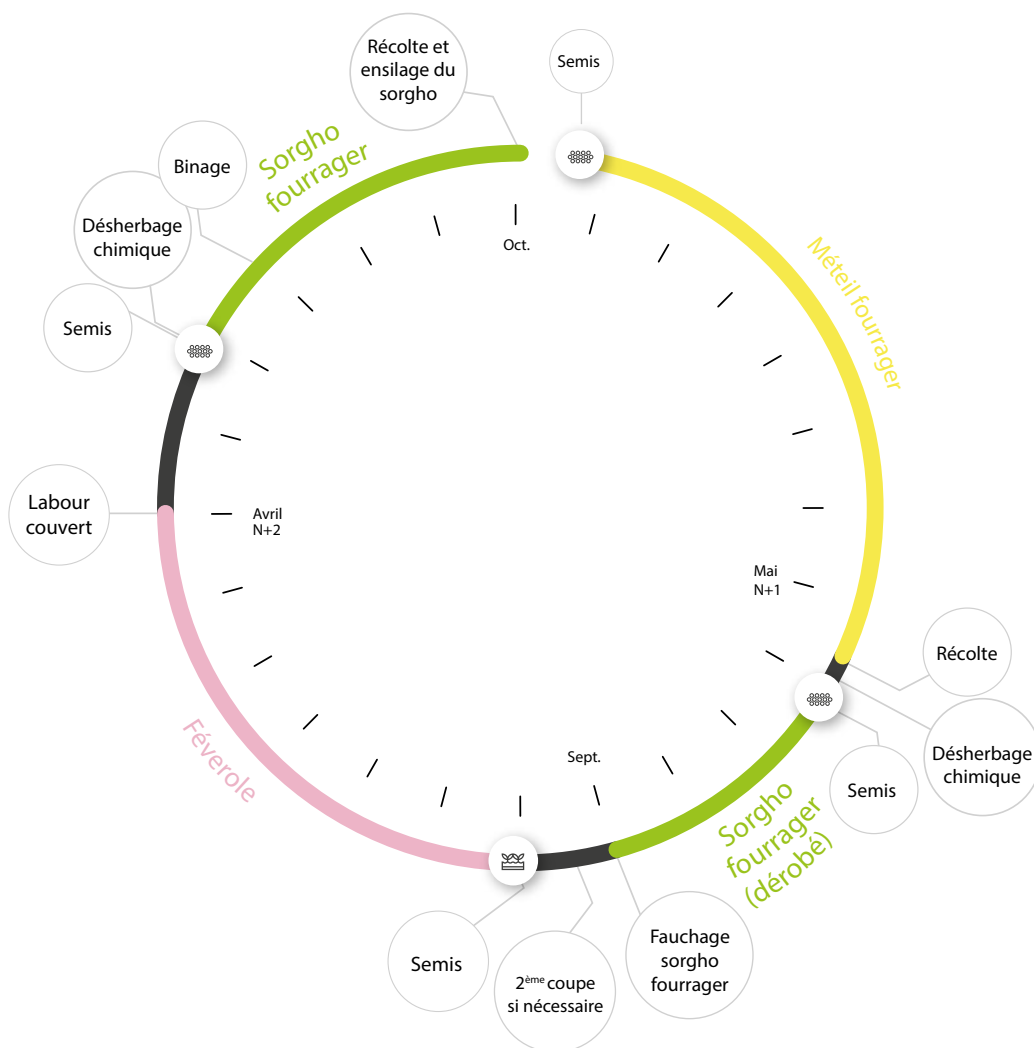 Récolte et
ensilage du
sorgho
Semis
Sorgho
fourrager
Binage
Désherbage
chimique
Semis
Oct.
Méteil fourrager
Labour
couvert
Avril
N+2
Mai
N+1
Récolte
Désherbage
chimique
Semis
Sept.
Sorgho
fourrager
(dérobé)
Féverole
Semis
2ème coupe
si nécessaire
Fauchage
sorgho
fourrager